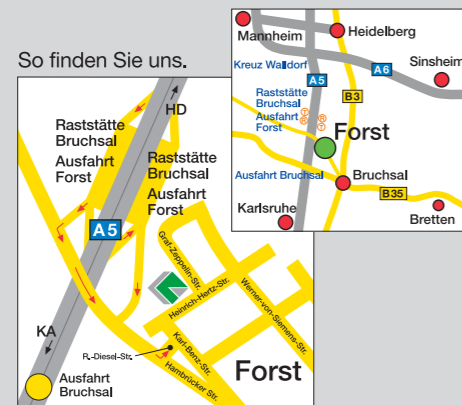 So finden Sie uns.
HD
Raststätte
Bruchsal
Ausfahrt
Forst
Raststätte
Bruchsal
Ausfahrt
Forst
A5
Graf-Zeppelin-Str.
Heinrich-Hertz-Str.
Werner-von-Siemens-Str.
KA
R.-Diesel-Str.
Karl-Benz-Str.
Hambrücker Str.
Forst
Ausfahrt
Bruchsal
Mannheim
Heidelberg
Kreuz Walldorf
A5
A6
Sinsheim
B3
Raststätte
Bruchsal
Ausfahrt
Forst
Forst
Ausfahrt Bruchsal
Bruchsal
B35
Karlsruhe
Bretten